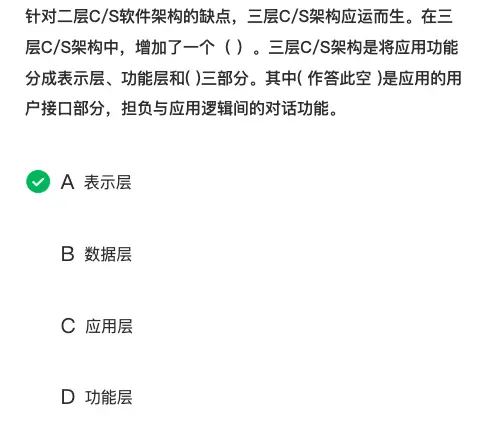 针对二层C/S软件架构的缺点，三层C/S架构应运而生。在三
层C/S架构中，增加了一个（ ）。三层C/S架构是将应用功能
分成表示层、功能层和( )三部分。其中( 作答此空 )是应用的用
户接口部分，担负与应用逻辑间的对话功能。
A 表示层
B 数据层
C 应用层
D 功能层